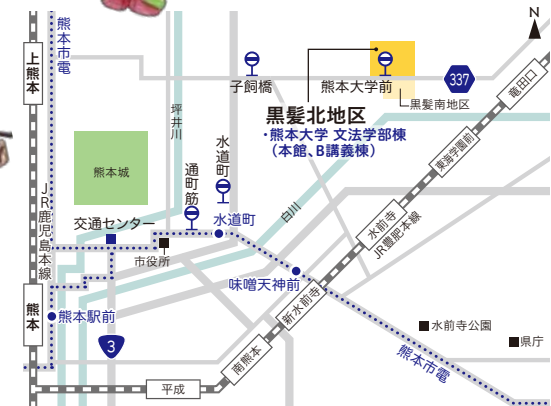 N
熊本市電
上熊本
子飼橋
熊本大学前
337
竜田口
黒髪南地区
黒髪北地区
・熊本大学 文法学部棟
（本館、B講義棟）
坪井川
東海学園前
水道町
熊本城
通町筋
JR鹿児島本線
交通センター
水道町
白川
水前寺
JR豊肥本線
市役所
味噌天神前
新水前寺
熊本
熊本駅前
3
水前寺公園
県庁
南熊本
熊本市電
平成